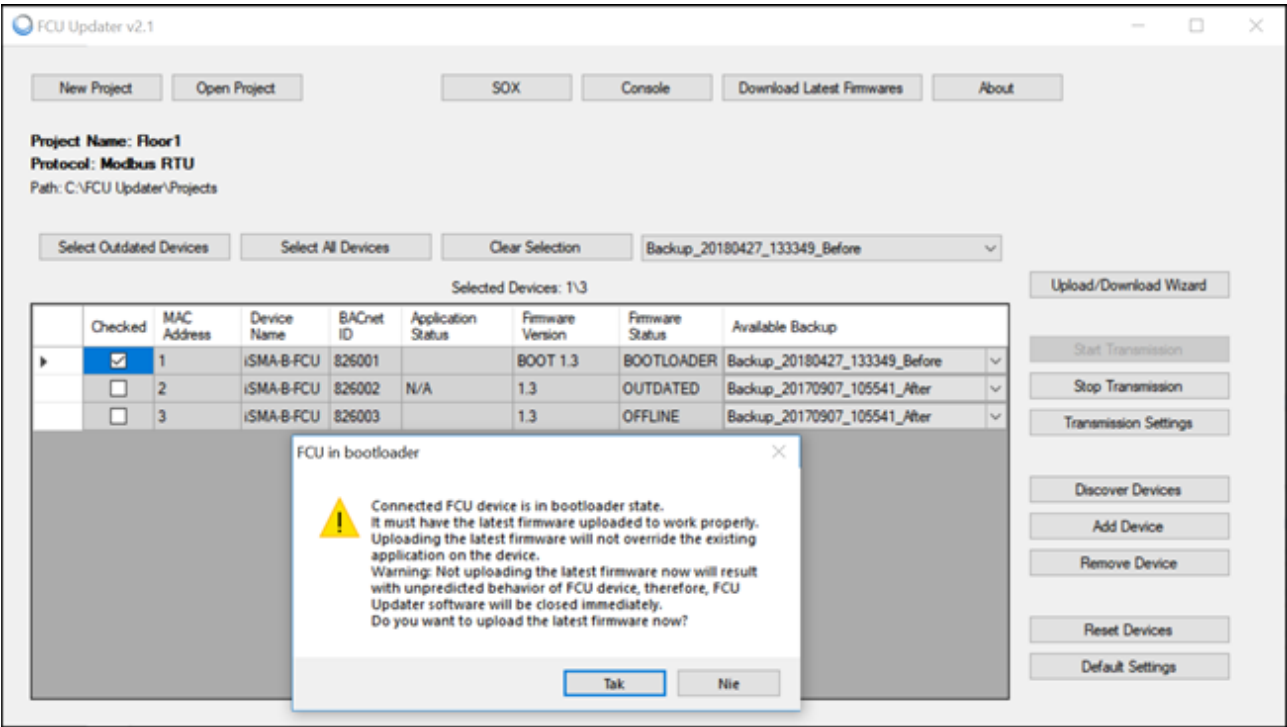 FCU Updater v2.1
New Project Open Project SOX Console Download Latest Firmwares About
Project Name: Floor1
Protocol: Modbus RTU
Path: C:\FCU Updater\Projects
Select Outdated Devices Select All Devices Clear Selection Backup_20180427_133349_Before
Selected Devices: 1\3
Upload/Download Wizard
Checked MAC Address Device Name BACnet ID Application Status Firmware Version Firmware Status Available Backup
1 iSMA-B-FCU 826001 BOOT 1.3 BOOTLOADER Backup_20180427_133349_Before
2 iSMA-B-FCU 826002 N/A 1.3 OUTDATED Backup_20170907_105541_After
3 iSMA-B-FCU 826003 1.3 OFFLINE Backup_20170907_105541_After
Start Transmission
Stop Transmission
Transmission Settings
Discover Devices
Add Device
Remove Device
Reset Devices
Default Settings
FCU in bootloader
Connected FCU device is in bootloader state.
It must have the latest firmware uploaded to work properly.
Uploading the latest firmware will not override the existing
application on the device.
Warning: Not uploading the latest firmware now will result
with unpredicted behavior of FCU device, therefore, FCU
Updater software will be closed immediately.
Do you want to upload the latest firmware now?
Tak Nie